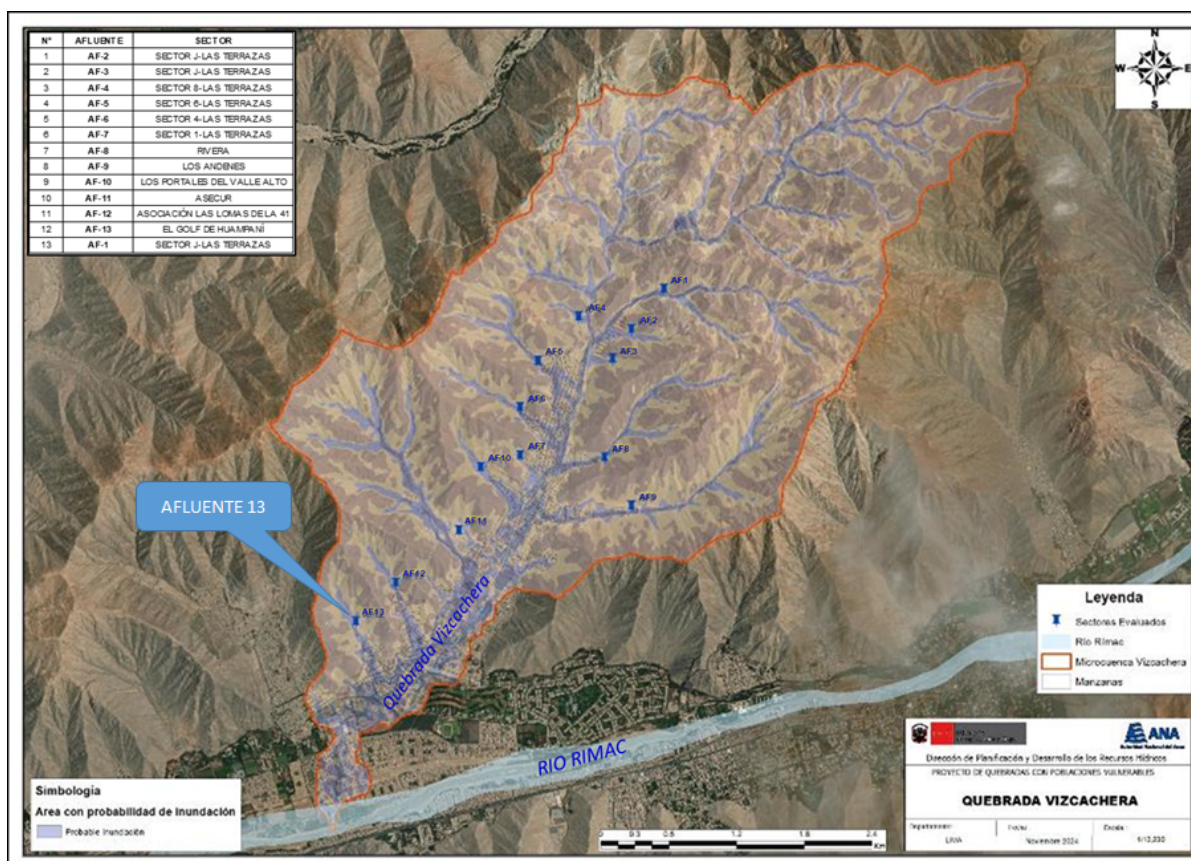 N° AFLUENTE SECTOR
1 AF-2 SECTOR J-LAS TERRAZAS
2 AF-3 SECTOR J-LAS TERRAZAS
3 AF-4 SECTOR 8-LAS TERRAZAS
4 AF-5 SECTOR 6-LAS TERRAZAS
5 AF-6 SECTOR 4-LAS TERRAZAS
6 AF-7 SECTOR 1-LAS TERRAZAS
7 AF-8 RIVERA
8 AF-9 LOS ANDENES
9 AF-10 LOS PORTALES DEL VALLE ALTO
10 AF-11 ASECUR
11 AF-12 ASOCIACIÓN LAS LOMAS DE LA 41
12 AF-13 EL GOLF DE HUAMPANÍ
13 AF-1 SECTOR J-LAS TERRAZAS
N
W E
S
AF1
AF4
AF2
AF3
AF5
AF6
AF7
AF8
AF10
AF9
AFLUENTE 13
AF11
AF12
AF13
Quebrada Vizcachera
RIO RIMAC
Leyenda
Sectores Evaluados
Río Rimac
Microcuenca Vizcachera
Manzanas
Simbología
Area con probabilidad de Inundación
Probable Inundación
0 0.3 0.6 1.2 1.8 2.4
Km
ANA
Autoridad Nacional del Agua
Dirección de Planificación y Desarrollo de los Recursos Hídricos
PROYECTO DE QUEBRADAS CON POBLACIONES VULNERABLES
QUEBRADA VIZCACHERA
Departamento: Fecha: Escala:
LIMA Noviembre 2024